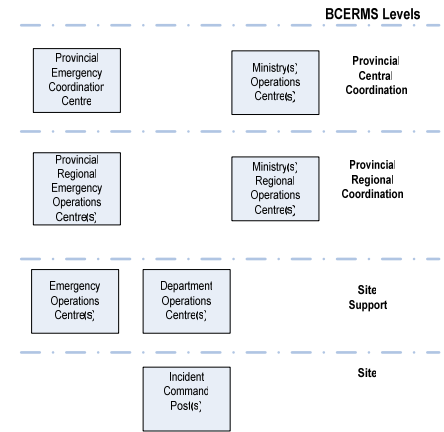 BCERMS Levels
Provincial
Emergency
Coordination
Centre
Ministry(s)
Operations
Centre(s)
Provincial
Central
Coordination
Provincial
Regional
Emergency
Operations
Centre(s)
Ministry(s)
Regional
Operations
Centre(s)
Provincial
Regional
Coordination
Emergency
Operations
Centre(s)
Department
Operations
Centre(s)
Site
Support
Incident
Command
Post(s)
Site